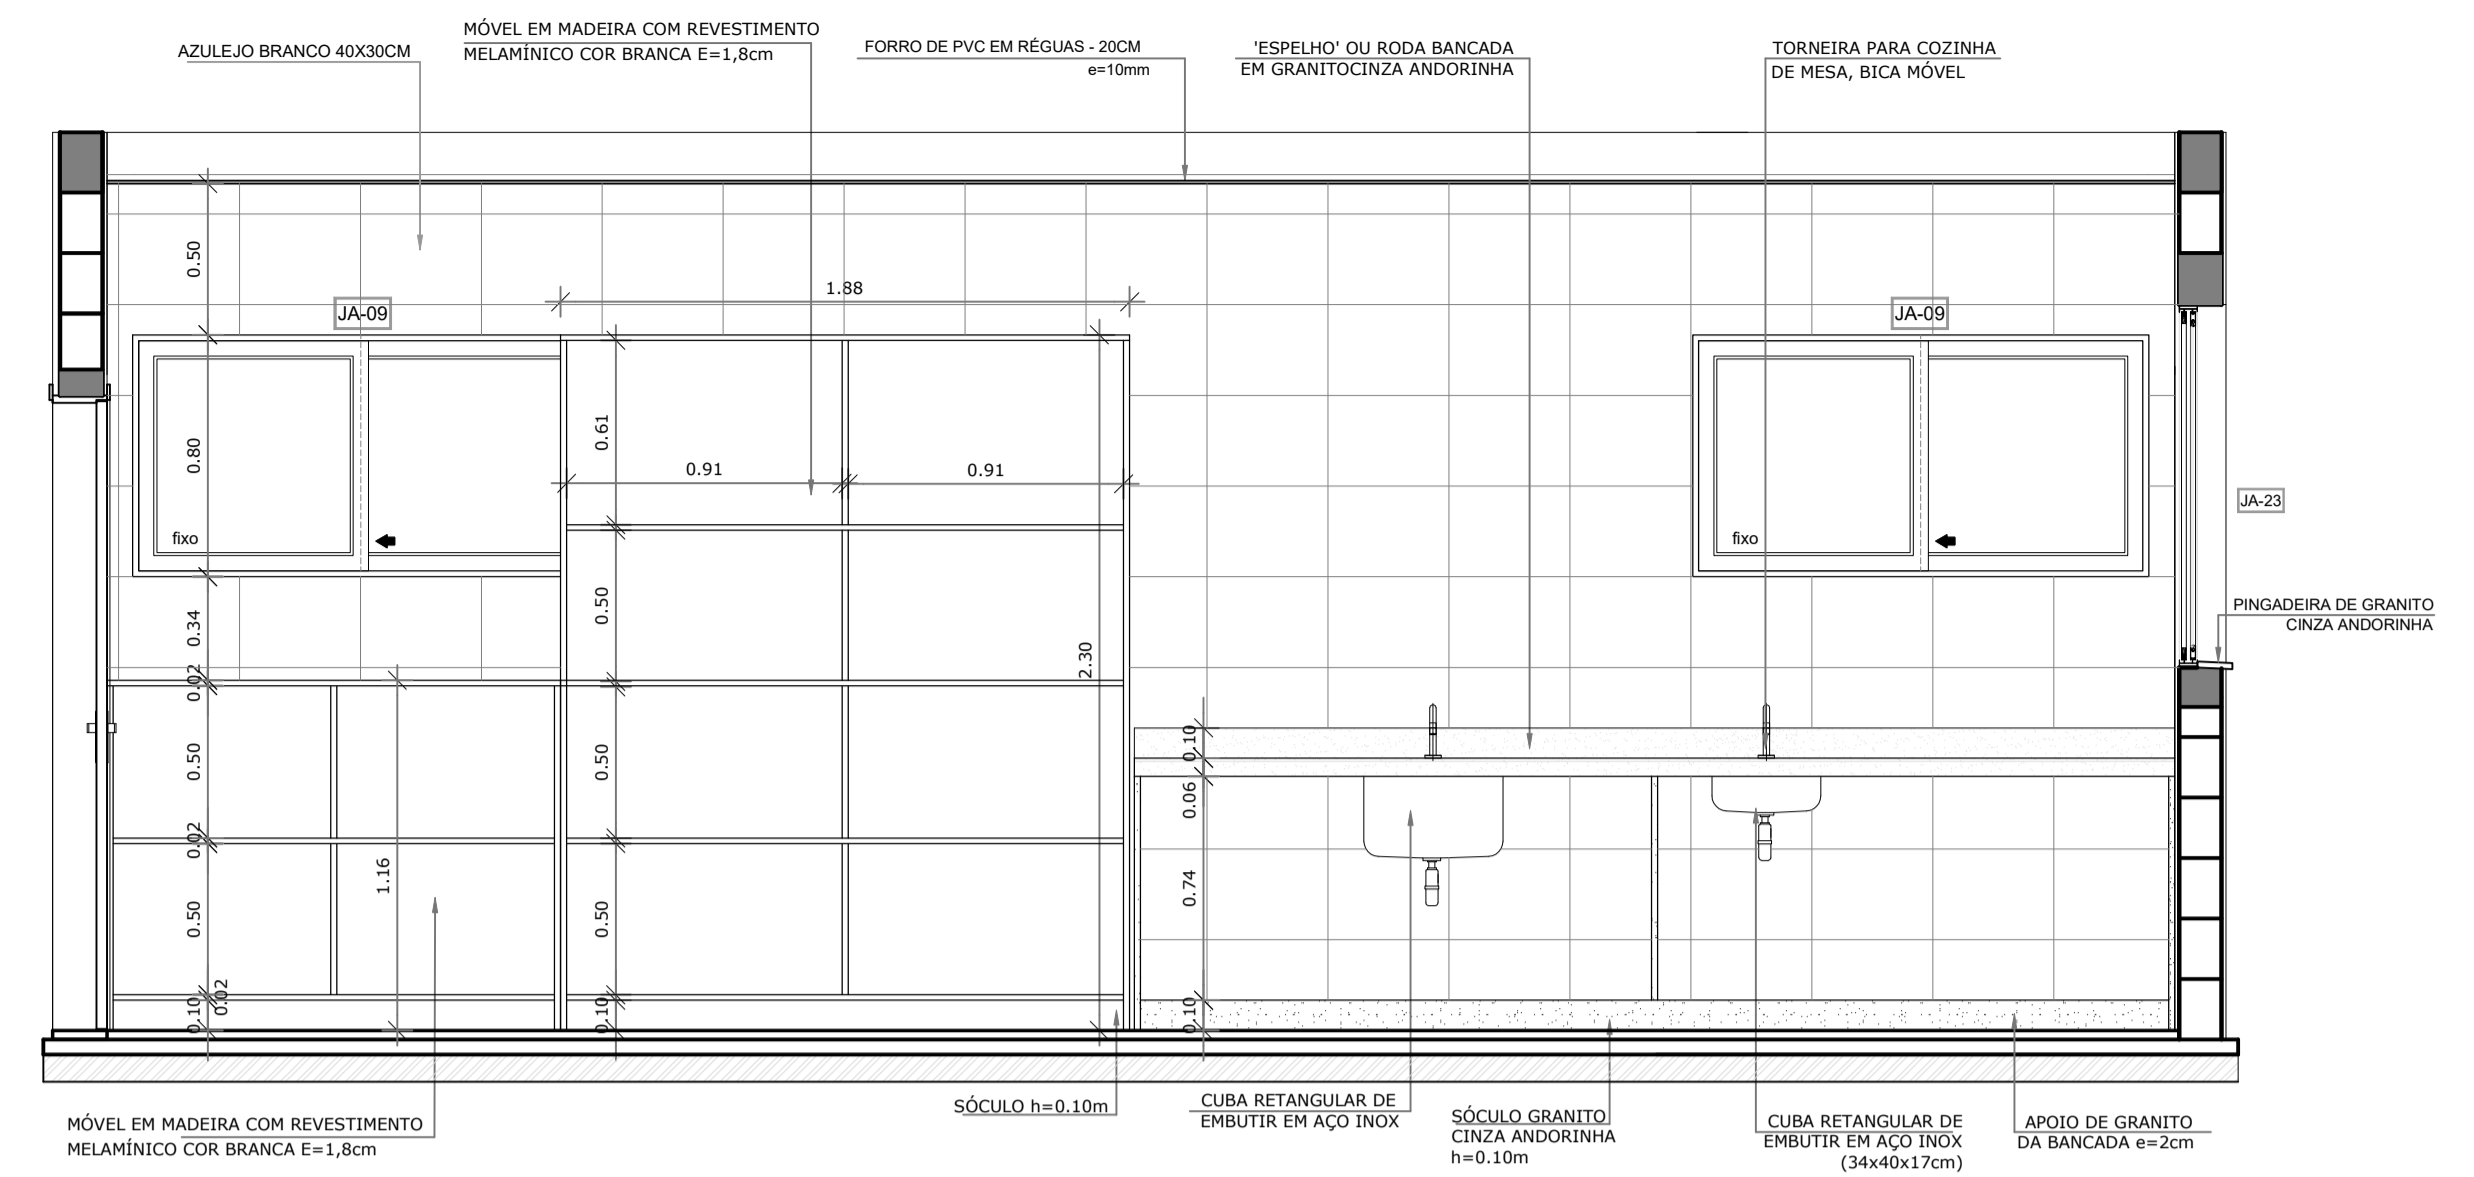 MÓVEL EM MADEIRA COM REVESTIMENTO
MELAMÍNICO COR BRANCA E=1,8cm
AZULEJO BRANCO 40X30CM
FORRO DE PVC EM RÉGUAS - 20CM
e=10mm
'ESPELHO' OU RODA BANCADA
EM GRANITOCINZA ANDORINHA
TORNEIRA PARA COZINHA
DE MESA, BICA MÓVEL
0.50
1.88
JA-09
JA-09
0.61
0.80
0.91
0.91
JA-23
fixo
fixo
0.50
0.34
PINGADEIRA DE GRANITO
CINZA ANDORINHA
2.30
0.02
0.10
0.50
0.50
0.06
0.02
1.16
0.74
0.50
0.50
0.02
0.10
0.10
0.10
SÓCULO h=0.10m
CUBA RETANGULAR DE
EMBUTIR EM AÇO INOX
SÓCULO GRANITO
CINZA ANDORINHA
h=0.10m
CUBA RETANGULAR DE
EMBUTIR EM AÇO INOX
(34x40x17cm)
APOIO DE GRANITO
DA BANCADA e=2cm
MÓVEL EM MADEIRA COM REVESTIMENTO
MELAMÍNICO COR BRANCA E=1,8cm